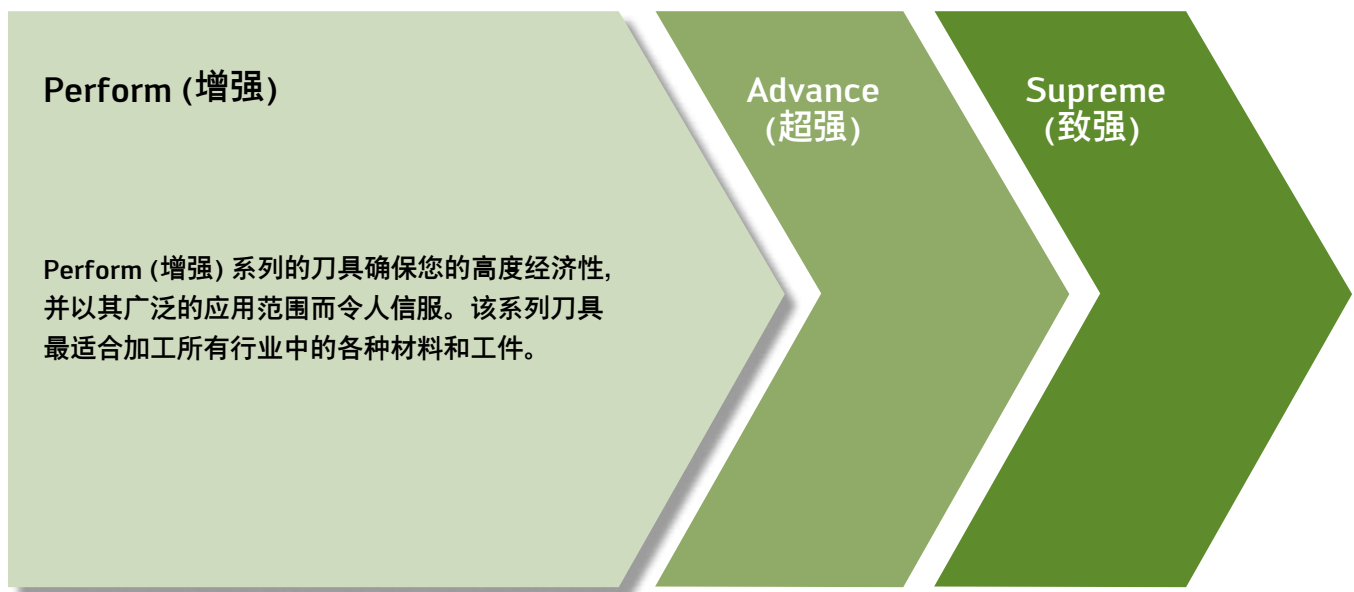 Perform (增强)
Advance
(超强)
Supreme
(致强)
Perform (增强) 系列的刀具确保您的高度经济性,
并以其广泛的应用范围而令人信服。该系列刀具
最适合加工所有行业中的各种材料和工件。